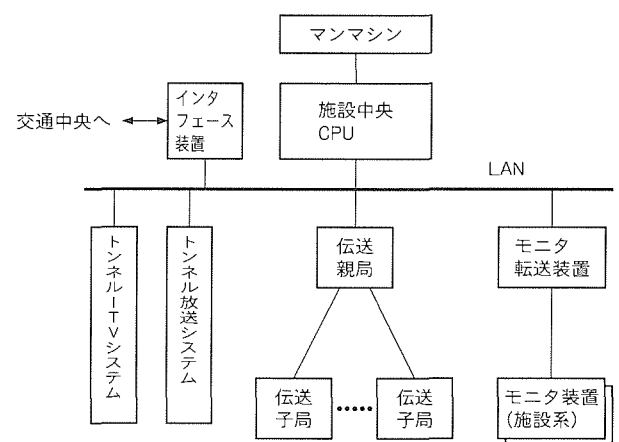 マンマシン
インタ
フェース
装置
施設中央
CPU
交通中央へ
LAN
トンネルITVシステム
トンネル放送システム
伝送
親局
モニタ
転送装置
伝送
子局
伝送
子局
モニタ装置
(施設系)